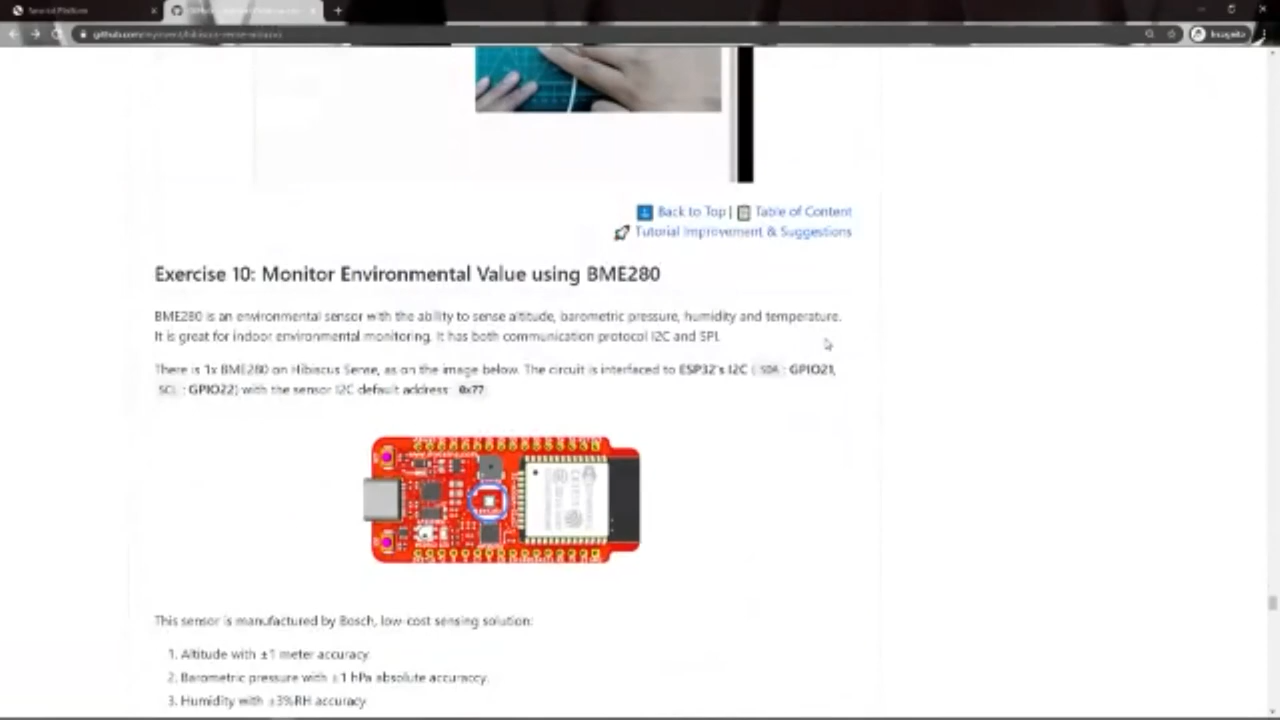 Tutorial Platform
Incognito
Back to Top | Table of Content
Tutorial Improvement & Suggestions
Exercise 10: Monitor Environmental Value using BME280
BME280 is an environmental sensor with the ability to sense altitude, barometric pressure, humidity and temperature.
It is great for indoor environmental monitoring. It has both communication protocol I2C and SPI.
There is 1x BME280 on Hibiscus Sense, as on the image below. The circuit is interfaced to ESP32's I2C ( SDA : GPIO21,
SCL : GPIO22) with the sensor I2C default address: 0x77
This sensor is manufactured by Bosch, low-cost sensing solution:
1. Altitude with ±1 meter accuracy
2. Barometric pressure with ±1 hPa absolute accuraccy.
3. Humidity with ±3%RH accuracy